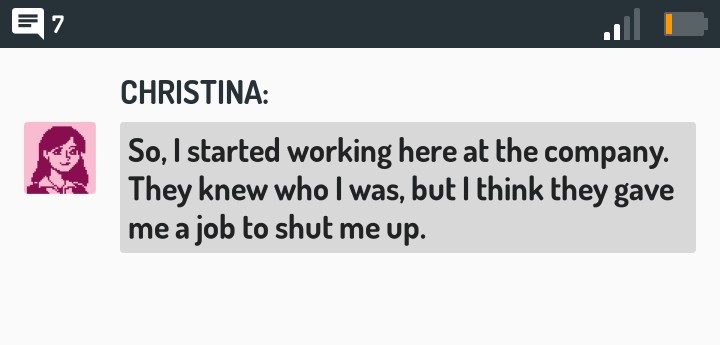 7
CHRISTINA:
So, I started working here at the company.
They knew who I was, but I think they gave
me a job to shut me up.